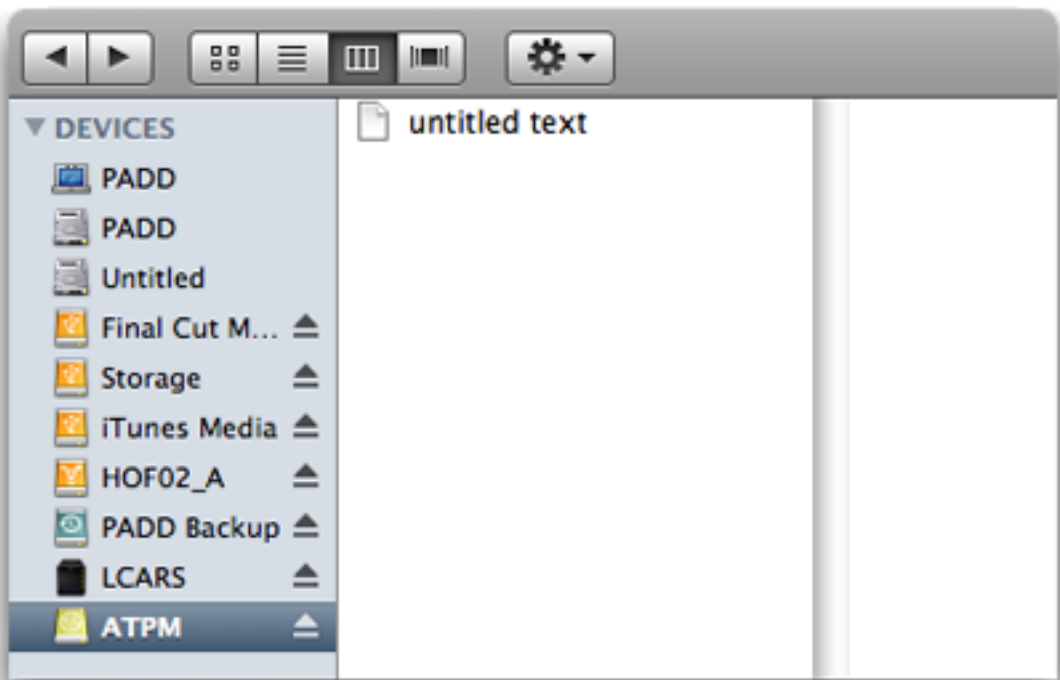 DEVICES
untitled text
PADD
PADD
Untitled
Final Cut M...
Storage
iTunes Media
HOF02_A
PADD Backup
LCARS
ATPM